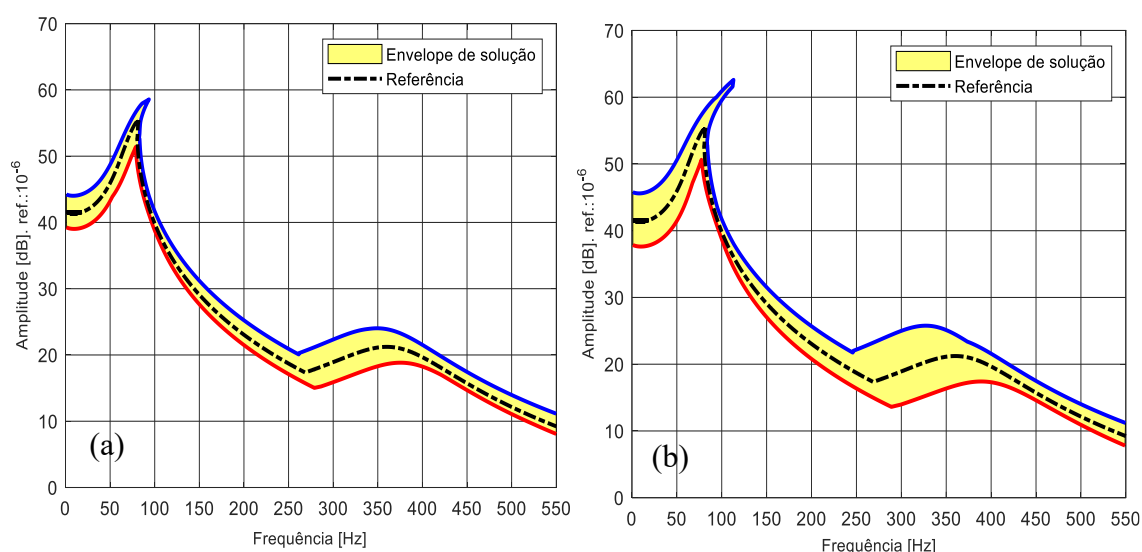 70
60
50
40
30
20
10
0
Amplitude [dB]. ref.:10⁻⁶
Envelope de solução
Referência
(a)
0 50 100 150 200 250 300 350 400 450 500 550
Frequência [Hz]
70
60
50
40
30
20
10
0
Amplitude [dB]. ref.:10⁻⁶
Envelope de solução
Referência
(b)
0 50 100 150 200 250 300 350 400 450 500 550
Frequência [Hz]